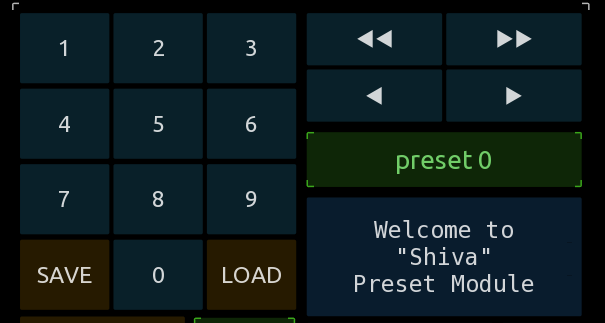 1 2 3
4 5 6
7 8 9
SAVE 0 LOAD
preset 0
Welcome to
"Shiva"
Preset Module